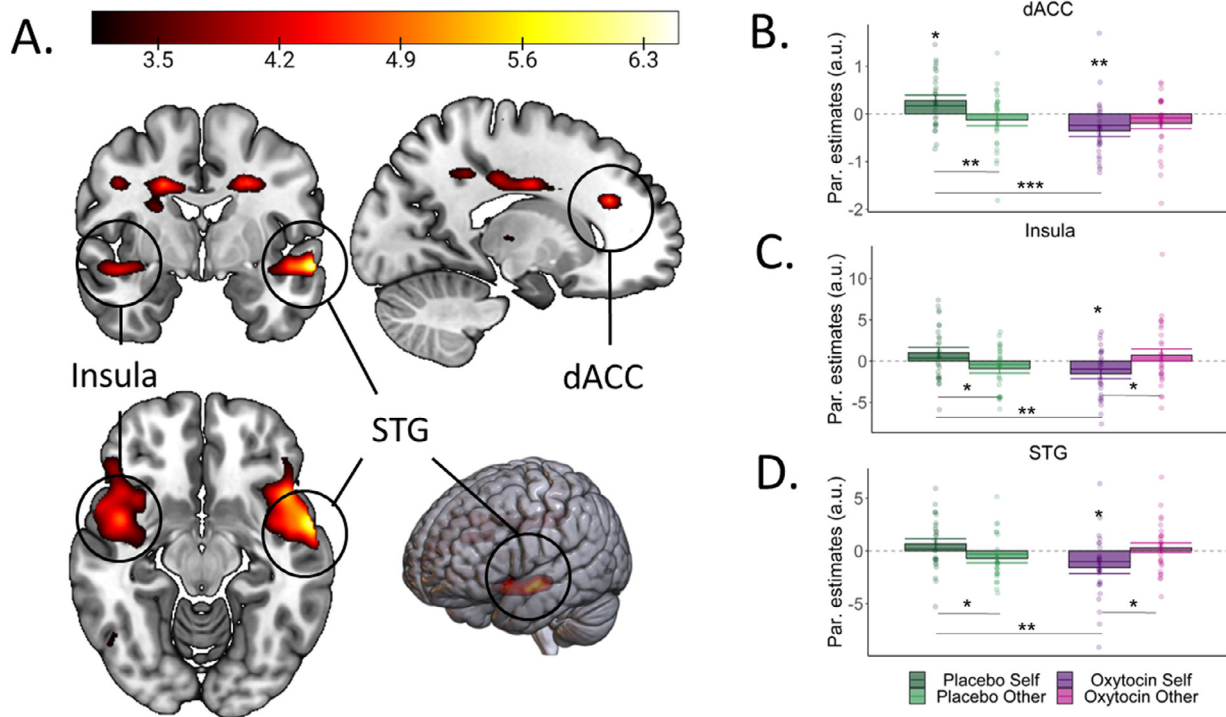 A.
3.5 4.2 4.9 5.6 6.3
Insula
dACC
STG
B.
dACC
Par. estimates (a.u.)
1
0
-1
-2
*
**
**
***
C.
Insula
Par. estimates (a.u.)
10
5
0
-5
*
*
*
**
D.
STG
Par. estimates (a.u.)
5
0
-5
*
*
*
**
Placebo Self Oxytocin Self
Placebo Other Oxytocin Other